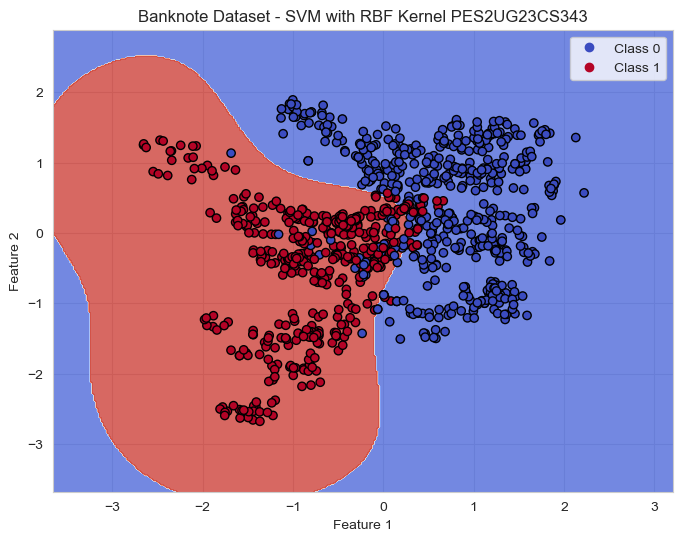 Banknote Dataset - SVM with RBF Kernel PES2UG23CS343
Class 0
Class 1
2
1
0
−1
−2
−3
Feature 2
−3 −2 −1 0 1 2 3
Feature 1